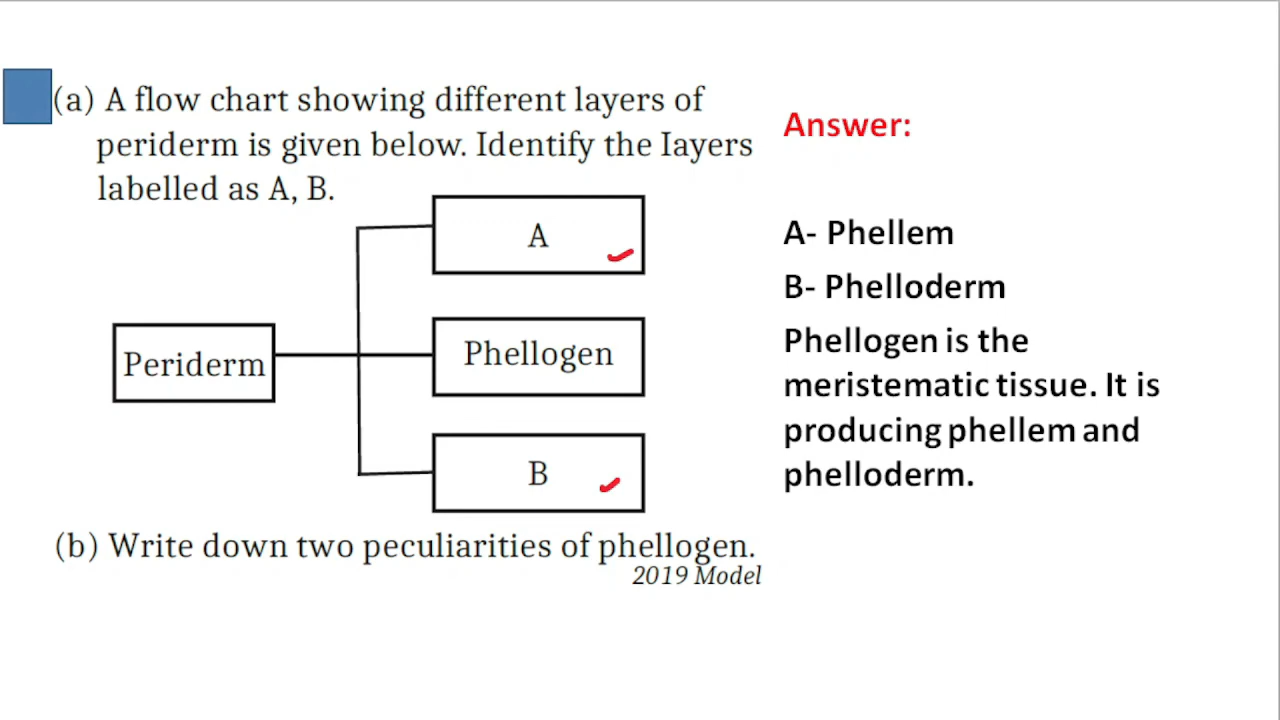 (a) A flow chart showing different layers of
periderm is given below. Identify the Iayers
labelled as A, B.
A
Periderm
Phellogen
B
(b) Write down two peculiarities of phellogen.
2019 Model
Answer:
A- Phellem
B- Phelloderm
Phellogen is the
meristematic tissue. It is
producing phellem and
phelloderm.